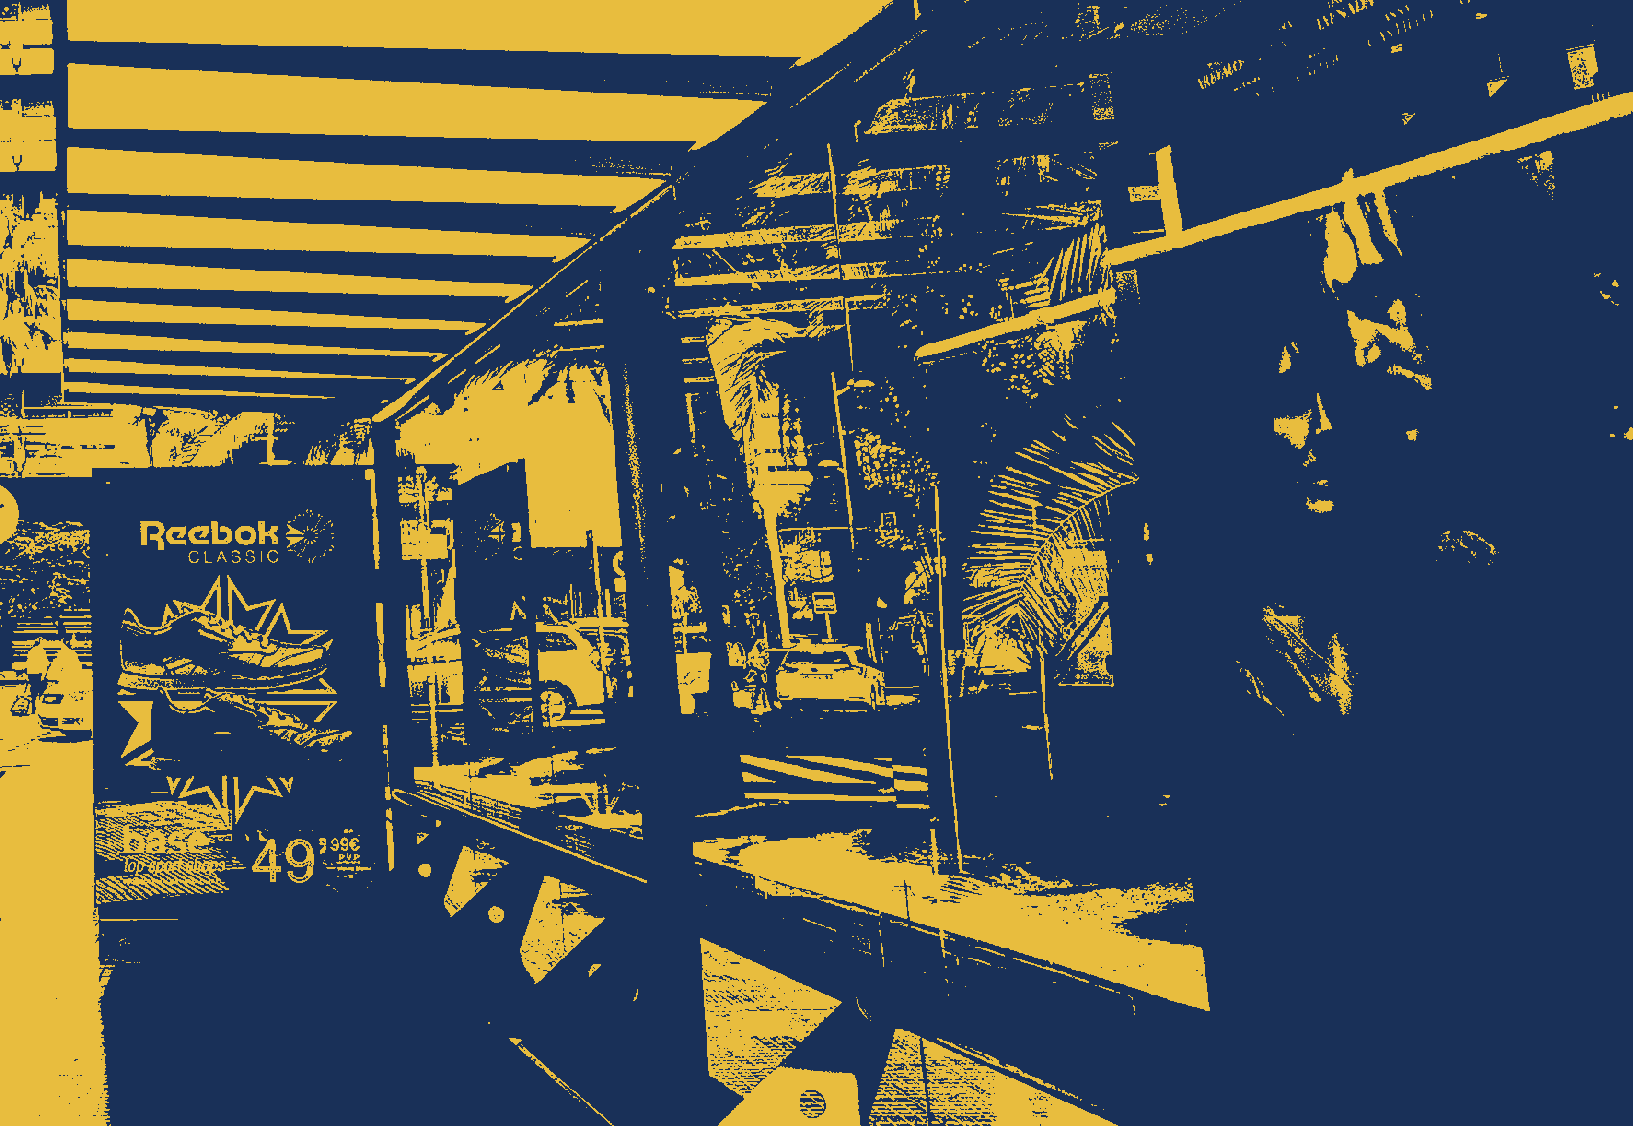 Reebok
CLASSIC
base
top sport shops
49'99€
PVP